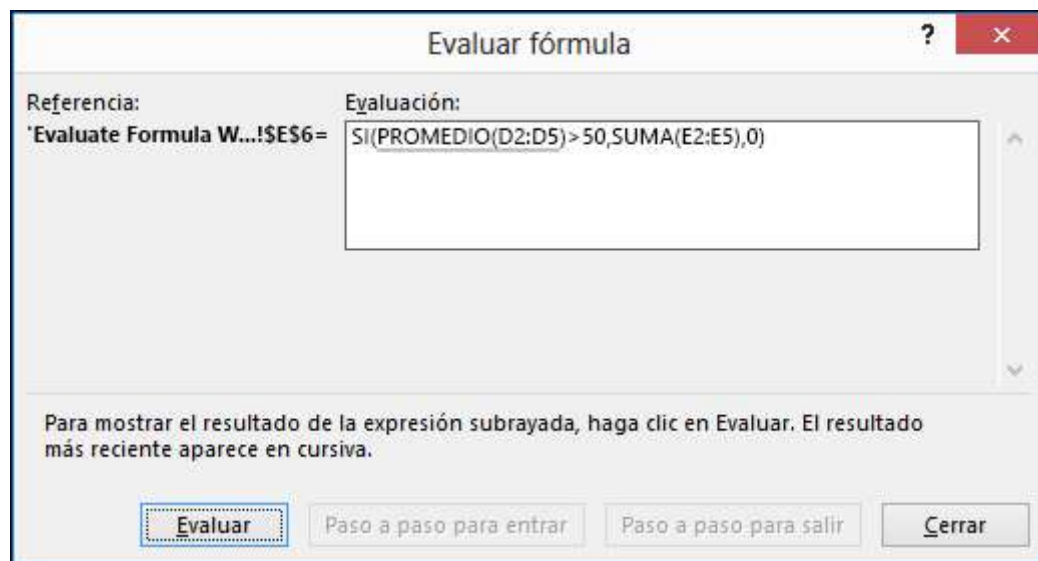 Evaluar fórmula
?
Referencia:
Evaluación:
'Evaluate Formula W...!$E$6=
SI(PROMEDIO(D2:D5)>50,SUMA(E2:E5),0)
Para mostrar el resultado de la expresión subrayada, haga clic en Evaluar. El resultado
más reciente aparece en cursiva.
Evaluar
Paso a paso para entrar
Paso a paso para salir
Cerrar